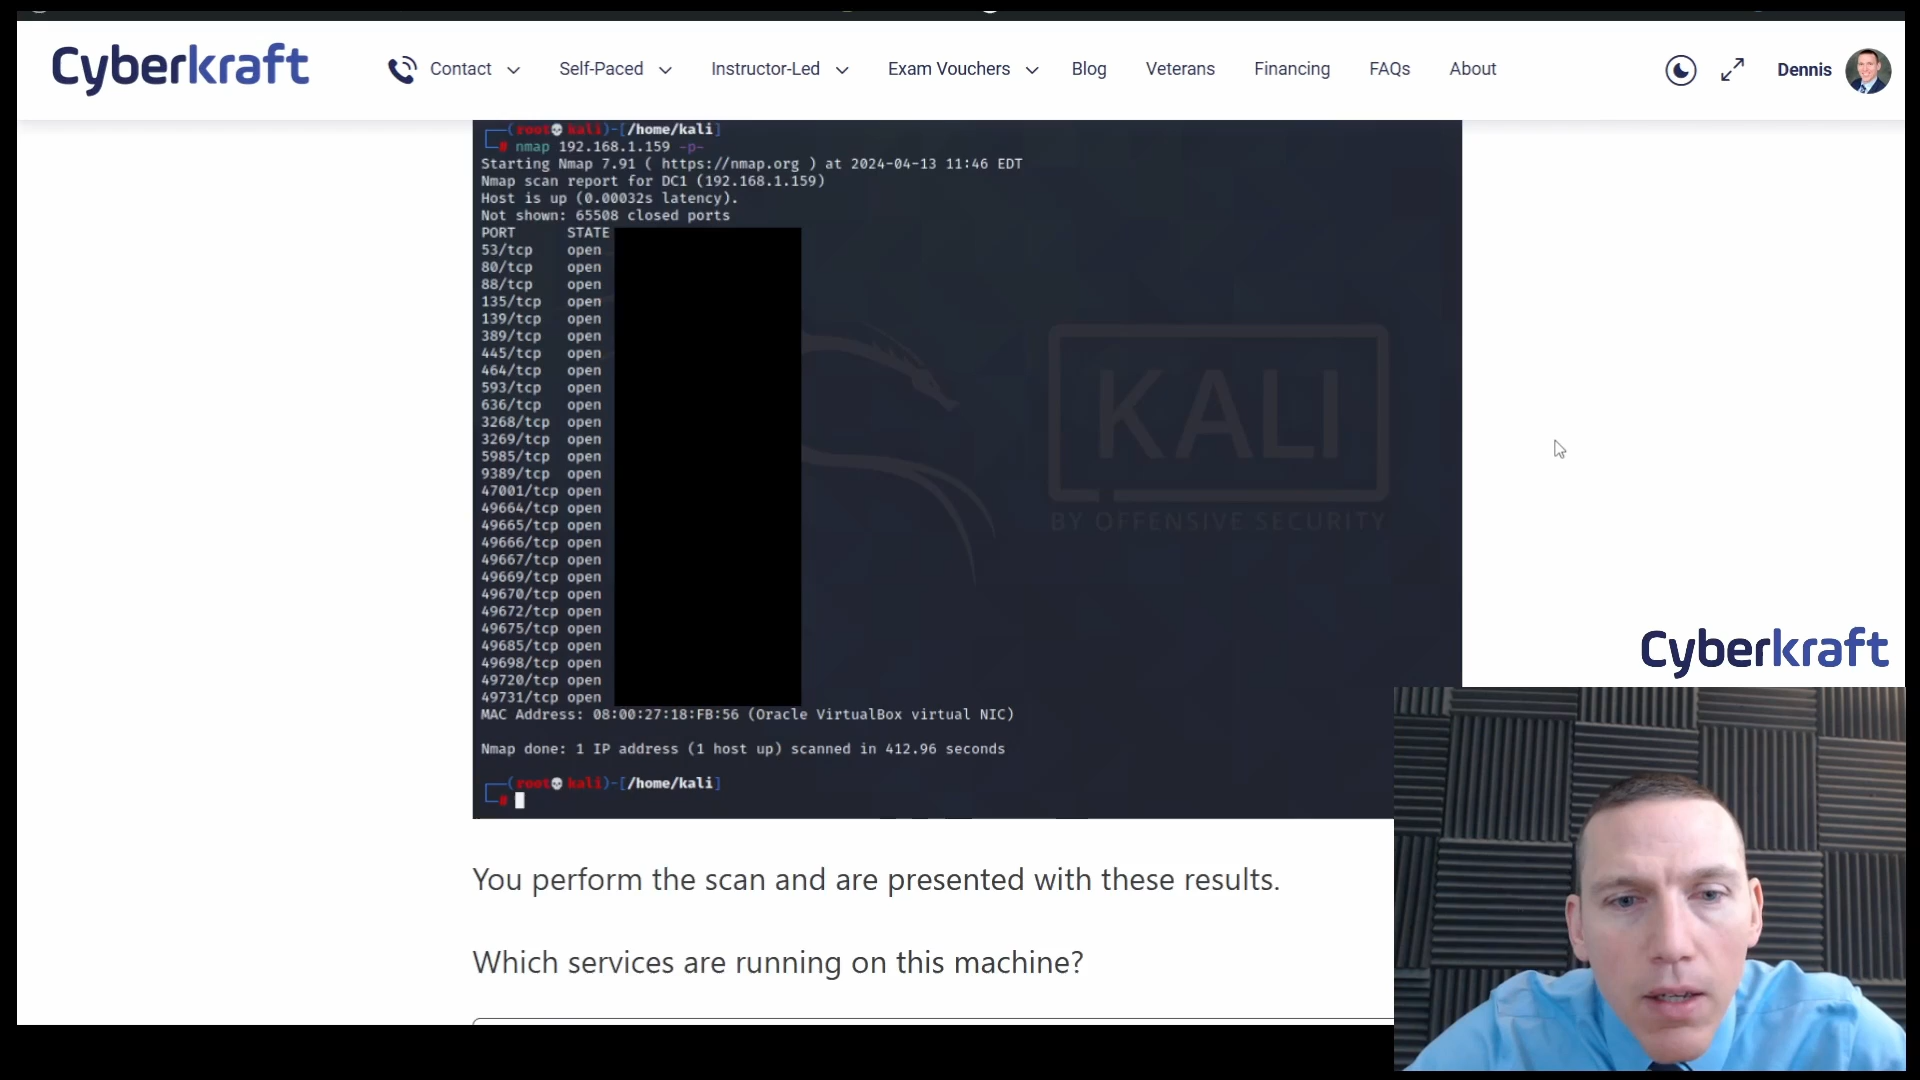 Cyberkraft
Contact Self-Paced Instructor-Led Exam Vouchers Blog Veterans Financing FAQs About Dennis
(root💀kali)-[/home/kali]
# nmap 192.168.1.159 -p-
Starting Nmap 7.91 ( https://nmap.org ) at 2024-04-13 11:46 EDT
Nmap scan report for DC1 (192.168.1.159)
Host is up (0.00032s latency).
Not shown: 65508 closed ports
PORT STATE
53/tcp open
80/tcp open
88/tcp open
135/tcp open
139/tcp open
389/tcp open
445/tcp open
464/tcp open
593/tcp open
636/tcp open
3268/tcp open
3269/tcp open
5985/tcp open
9389/tcp open
47001/tcp open
49664/tcp open
49665/tcp open
49666/tcp open
49667/tcp open
49669/tcp open
49670/tcp open
49672/tcp open
49675/tcp open
49685/tcp open
49698/tcp open
49720/tcp open
49731/tcp open
MAC Address: 08:00:27:18:FB:56 (Oracle VirtualBox virtual NIC)
Nmap done: 1 IP address (1 host up) scanned in 412.96 seconds
(root💀kali)-[/home/kali]
#
KALI
BY OFFENSIVE SECURITY
You perform the scan and are presented with these results.
Which services are running on this machine?
Cyberkraft